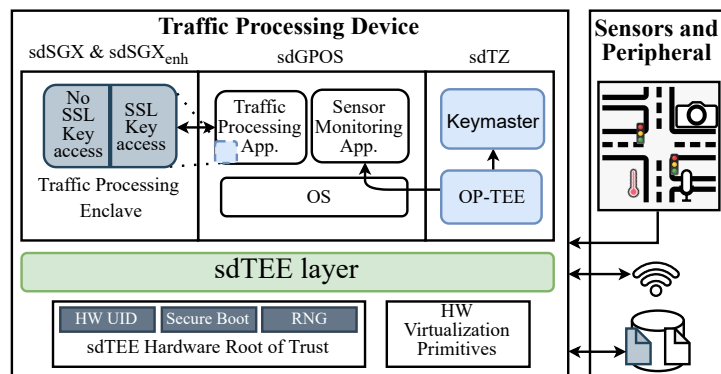 Traffic Processing Device
sdSGX & sdSGXenh
sdGPOS
sdTZ
No
SSL
Key
access
SSL
Key
access
Traffic Processing
Enclave
Traffic
Processing
App.
Sensor
Monitoring
App.
OS
Keymaster
OP-TEE
sdTEE layer
HW UID
Secure Boot
RNG
sdTEE Hardware Root of Trust
HW
Virtualization
Primitives
Sensors and
Peripheral